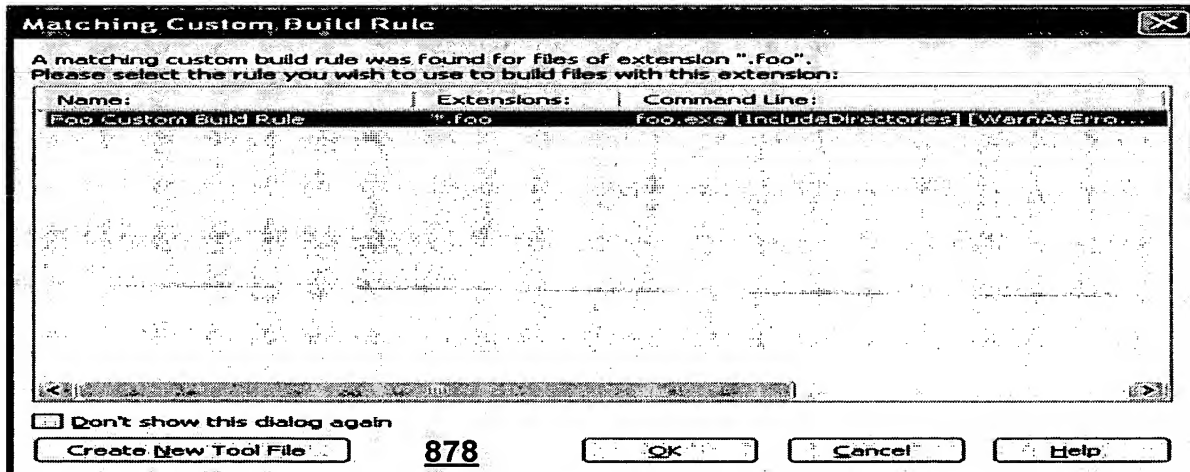 Matching Custom Build Rule
A matching custom build rule was found for files of extension ".foo".
Please select the rule you wish to use to build files with this extension:
Name: Extensions: Command Line:
Foo Custom Build Rule *.foo foo.exe [IncludeDirectories] [WarnAsErro...
Don't show this dialog again
Create New Tool File 878 OK Cancel Help